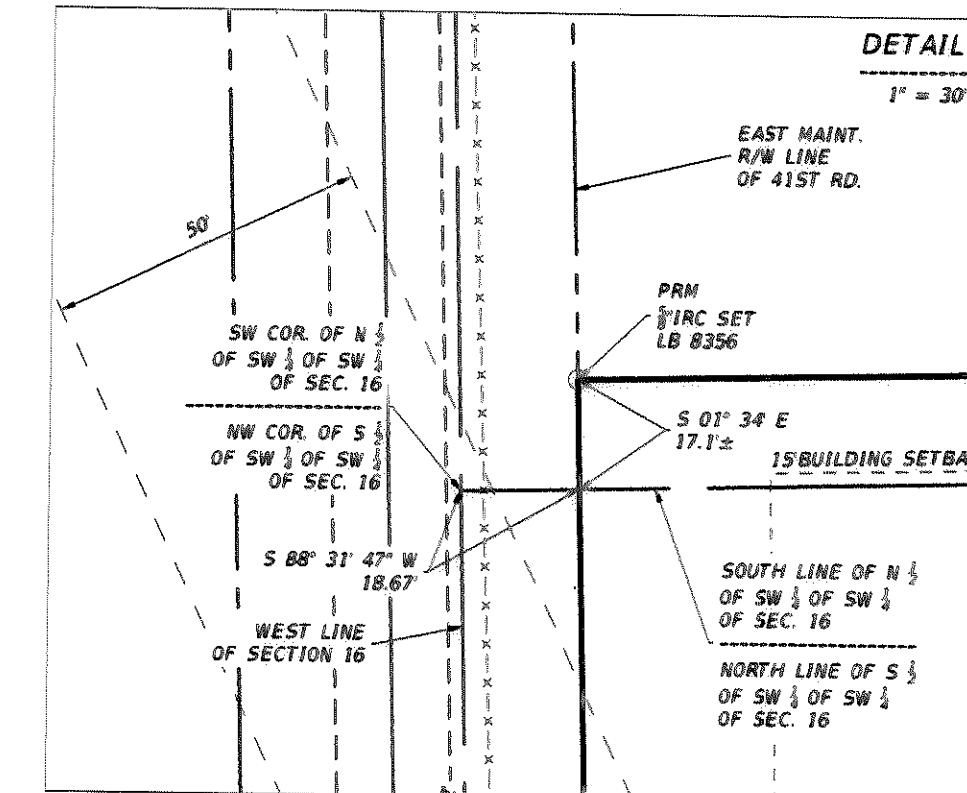 DETAIL
1" = 30'
EAST MAINT.
R/W LINE
OF 41ST RD.
50'
PRM
⅝"IRC SET
LB 8356
SW COR. OF N ½
OF SW ¼ OF SW ¼
OF SEC. 16
NW COR. OF S ½
OF SW ¼ OF SW ¼
OF SEC. 16
S 01° 34' E
17.1'±
15'BUILDING SETBA
S 88° 31' 47" W
18.67'
WEST LINE
OF SECTION 16
SOUTH LINE OF N ½
OF SW ¼ OF SW ¼
OF SEC. 16
NORTH LINE OF S ½
OF SW ¼ OF SW ¼
OF SEC. 16